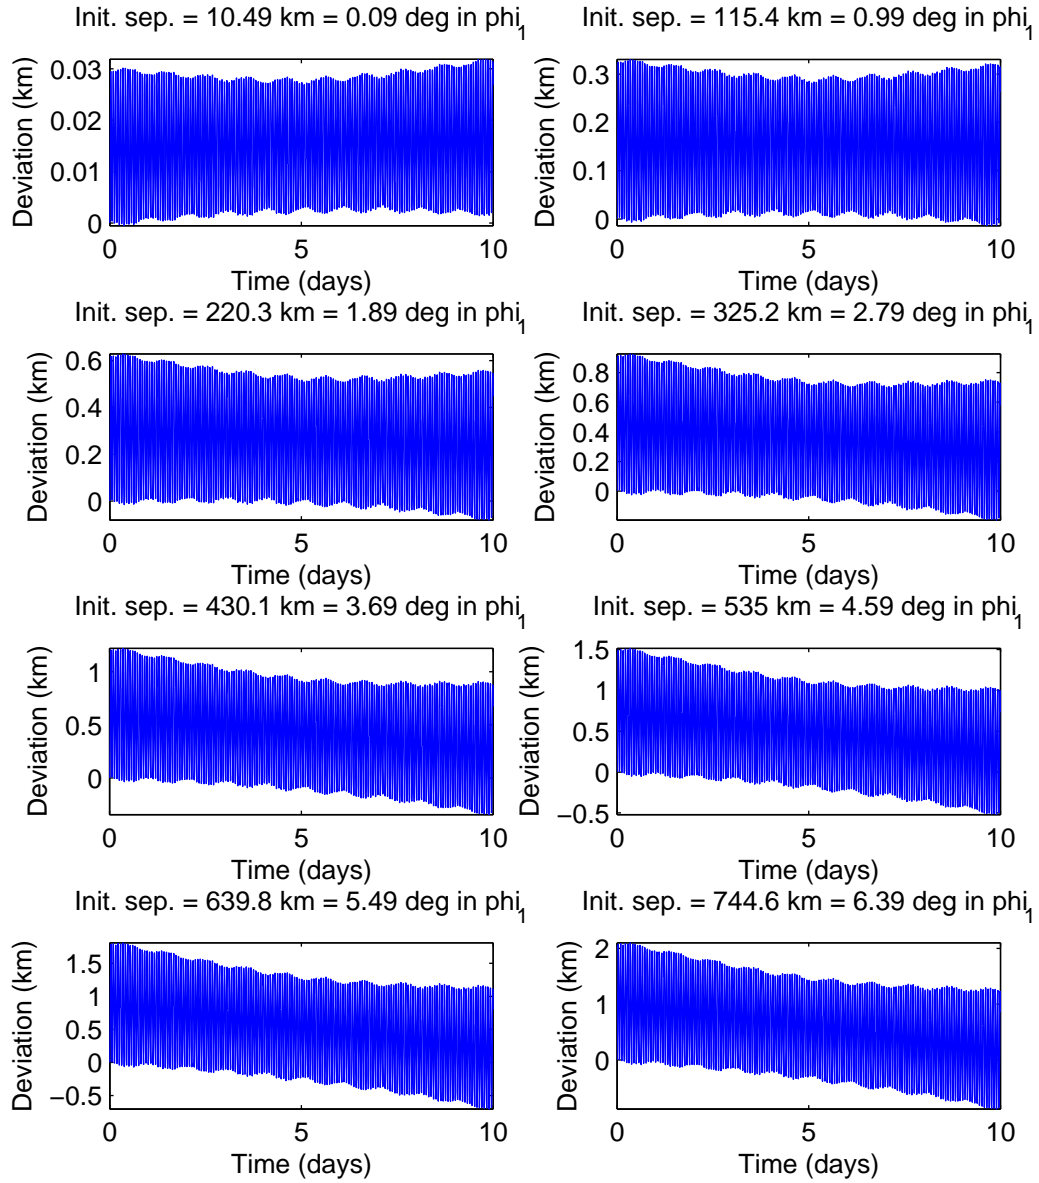 Init. sep. = 10.49 km = 0.09 deg in phi1
Deviation (km)
0.03
0.02
0.01
0
0
5
10
Time (days)
Init. sep. = 115.4 km = 0.99 deg in phi1
Deviation (km)
0.3
0.2
0.1
0
0
5
10
Time (days)
Init. sep. = 220.3 km = 1.89 deg in phi1
Deviation (km)
0.6
0.4
0.2
0
0
5
10
Time (days)
Init. sep. = 325.2 km = 2.79 deg in phi1
Deviation (km)
0.8
0.6
0.4
0.2
0
0
5
10
Time (days)
Init. sep. = 430.1 km = 3.69 deg in phi1
Deviation (km)
1
0.5
0
0
5
10
Time (days)
Init. sep. = 535 km = 4.59 deg in phi1
Deviation (km)
1.5
1
0.5
0
−0.5
0
5
10
Time (days)
Init. sep. = 639.8 km = 5.49 deg in phi1
Deviation (km)
1.5
1
0.5
0
−0.5
0
5
10
Time (days)
Init. sep. = 744.6 km = 6.39 deg in phi1
Deviation (km)
2
1
0
0
5
10
Time (days)